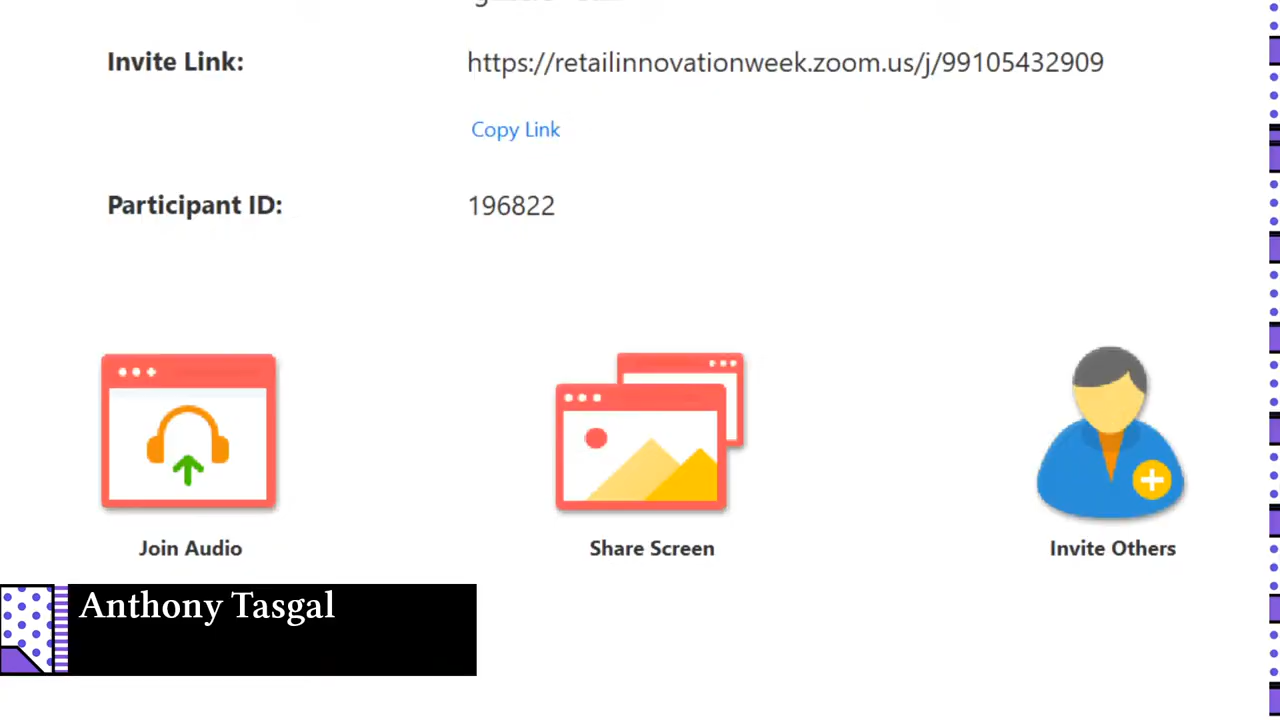 Invite Link: https://retailinnovationweek.zoom.us/j/99105432909
Copy Link
Participant ID: 196822
Join Audio Share Screen Invite Others
Anthony Tasgal